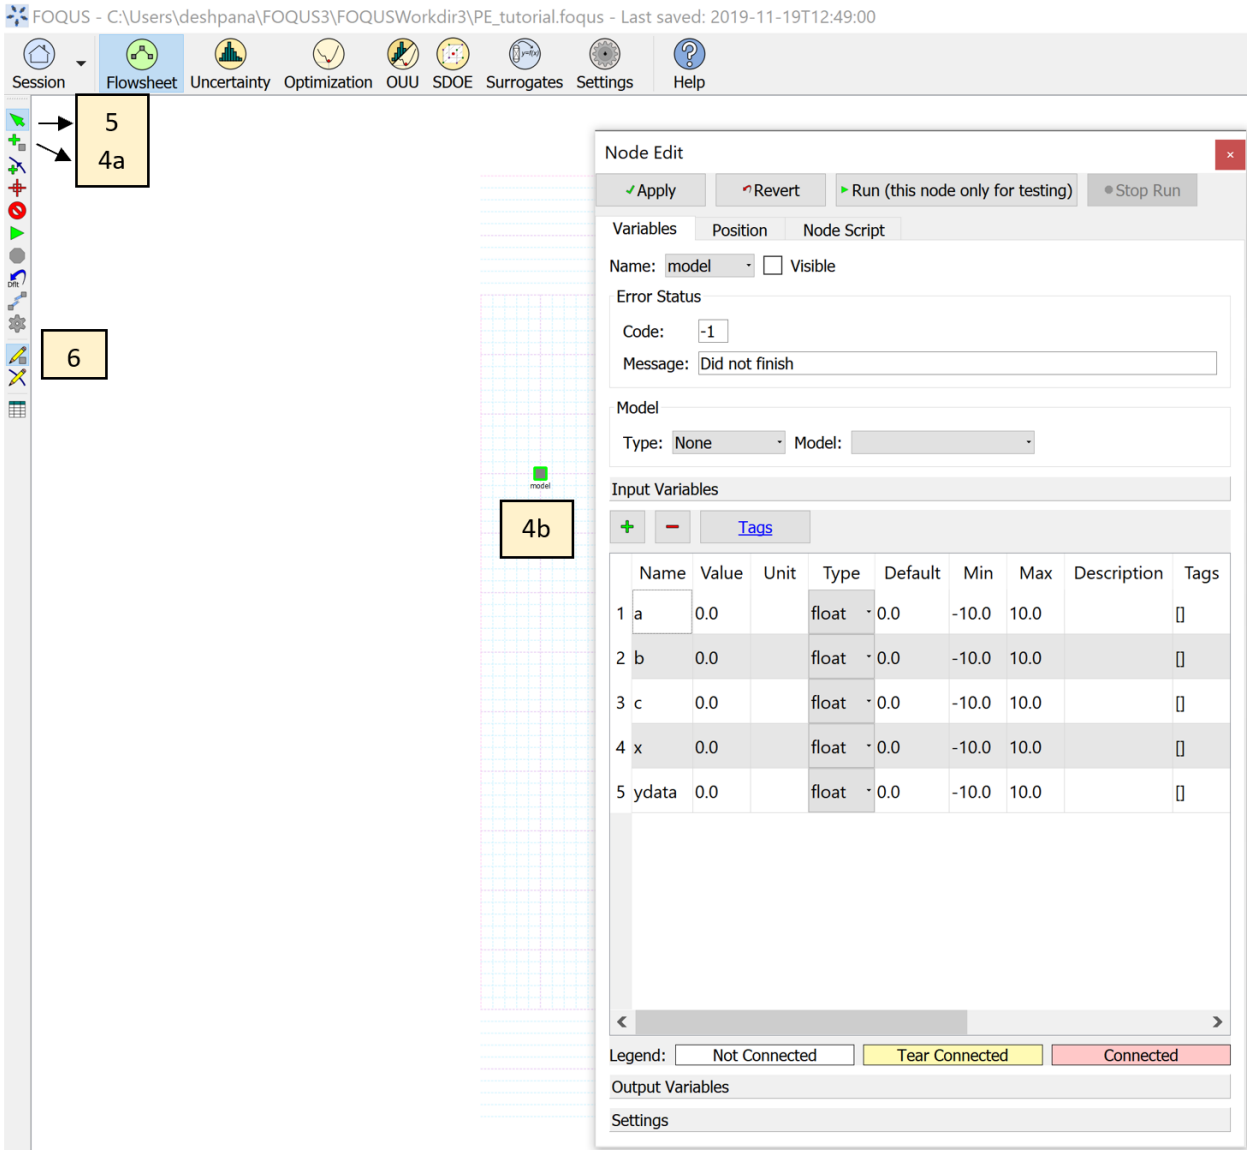 FOQUS - C:\Users\deshpana\FOQUS3\FOQUSWorkdir3\PE_tutorial.foqus - Last saved: 2019-11-19T12:49:00
Session Flowsheet Uncertainty Optimization OUU SDOE Surrogates Settings Help
y=f(x)
5
4a
Dflt
6
model
4b
Node Edit
Apply Revert Run (this node only for testing) Stop Run
Variables Position Node Script
Name: model Visible
Error Status
Code: -1
Message: Did not finish
Model
Type: None Model:
Input Variables
Tags
Name Value Unit Type Default Min Max Description Tags
1 a 0.0 float 0.0 -10.0 10.0 []
2 b 0.0 float 0.0 -10.0 10.0 []
3 c 0.0 float 0.0 -10.0 10.0 []
4 x 0.0 float 0.0 -10.0 10.0 []
5 ydata 0.0 float 0.0 -10.0 10.0 []
Legend: Not Connected Tear Connected Connected
Output Variables
Settings